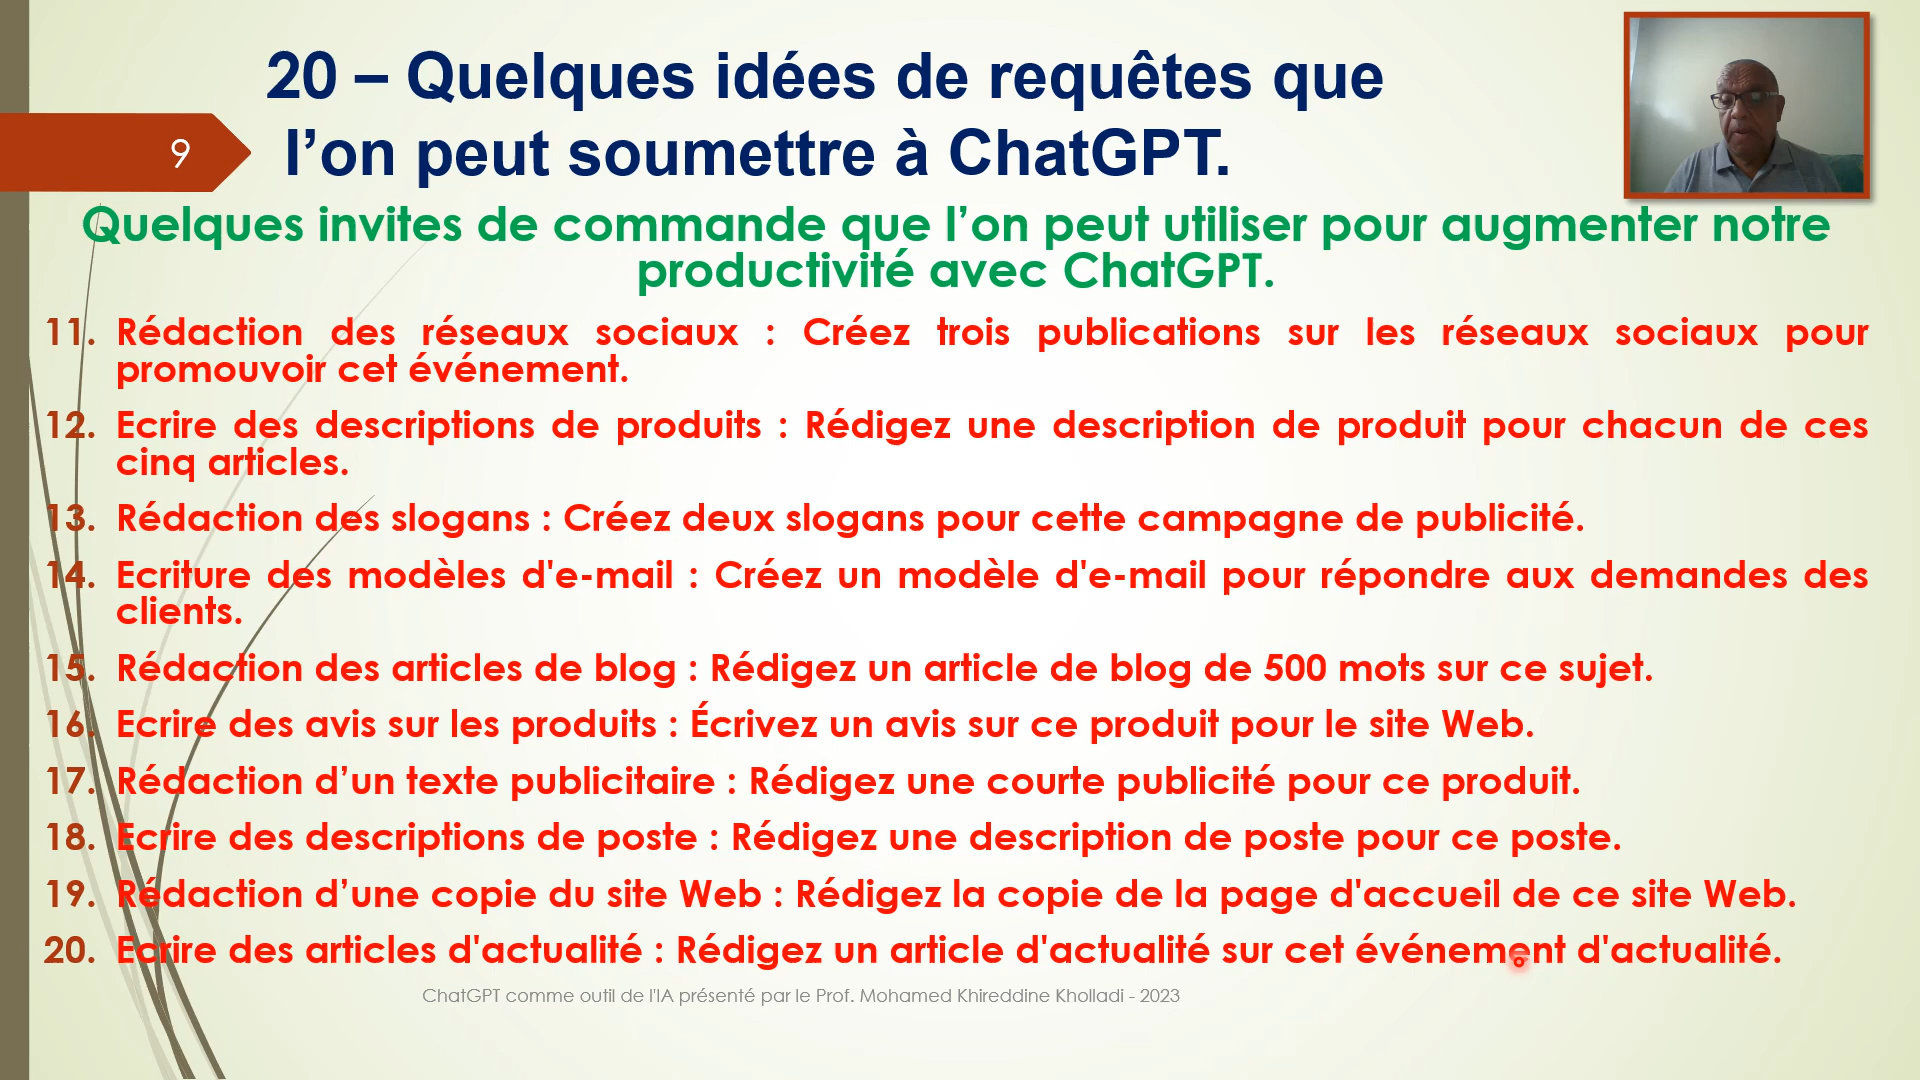 20 – Quelques idées de requêtes que
l’on peut soumettre à ChatGPT.
9
Quelques invites de commande que l’on peut utiliser pour augmenter notre
productivité avec ChatGPT.
11. Rédaction des réseaux sociaux : Créez trois publications sur les réseaux sociaux pour
promouvoir cet événement.
12. Ecrire des descriptions de produits : Rédigez une description de produit pour chacun de ces
cinq articles.
13. Rédaction des slogans : Créez deux slogans pour cette campagne de publicité.
14. Ecriture des modèles d'e-mail : Créez un modèle d'e-mail pour répondre aux demandes des
clients.
15. Rédaction des articles de blog : Rédigez un article de blog de 500 mots sur ce sujet.
16. Ecrire des avis sur les produits : Écrivez un avis sur ce produit pour le site Web.
17. Rédaction d’un texte publicitaire : Rédigez une courte publicité pour ce produit.
18. Ecrire des descriptions de poste : Rédigez une description de poste pour ce poste.
19. Rédaction d’une copie du site Web : Rédigez la copie de la page d'accueil de ce site Web.
20. Ecrire des articles d'actualité : Rédigez un article d'actualité sur cet événement d'actualité.
ChatGPT comme outil de l'IA présenté par le Prof. Mohamed Khireddine Kholladi - 2023